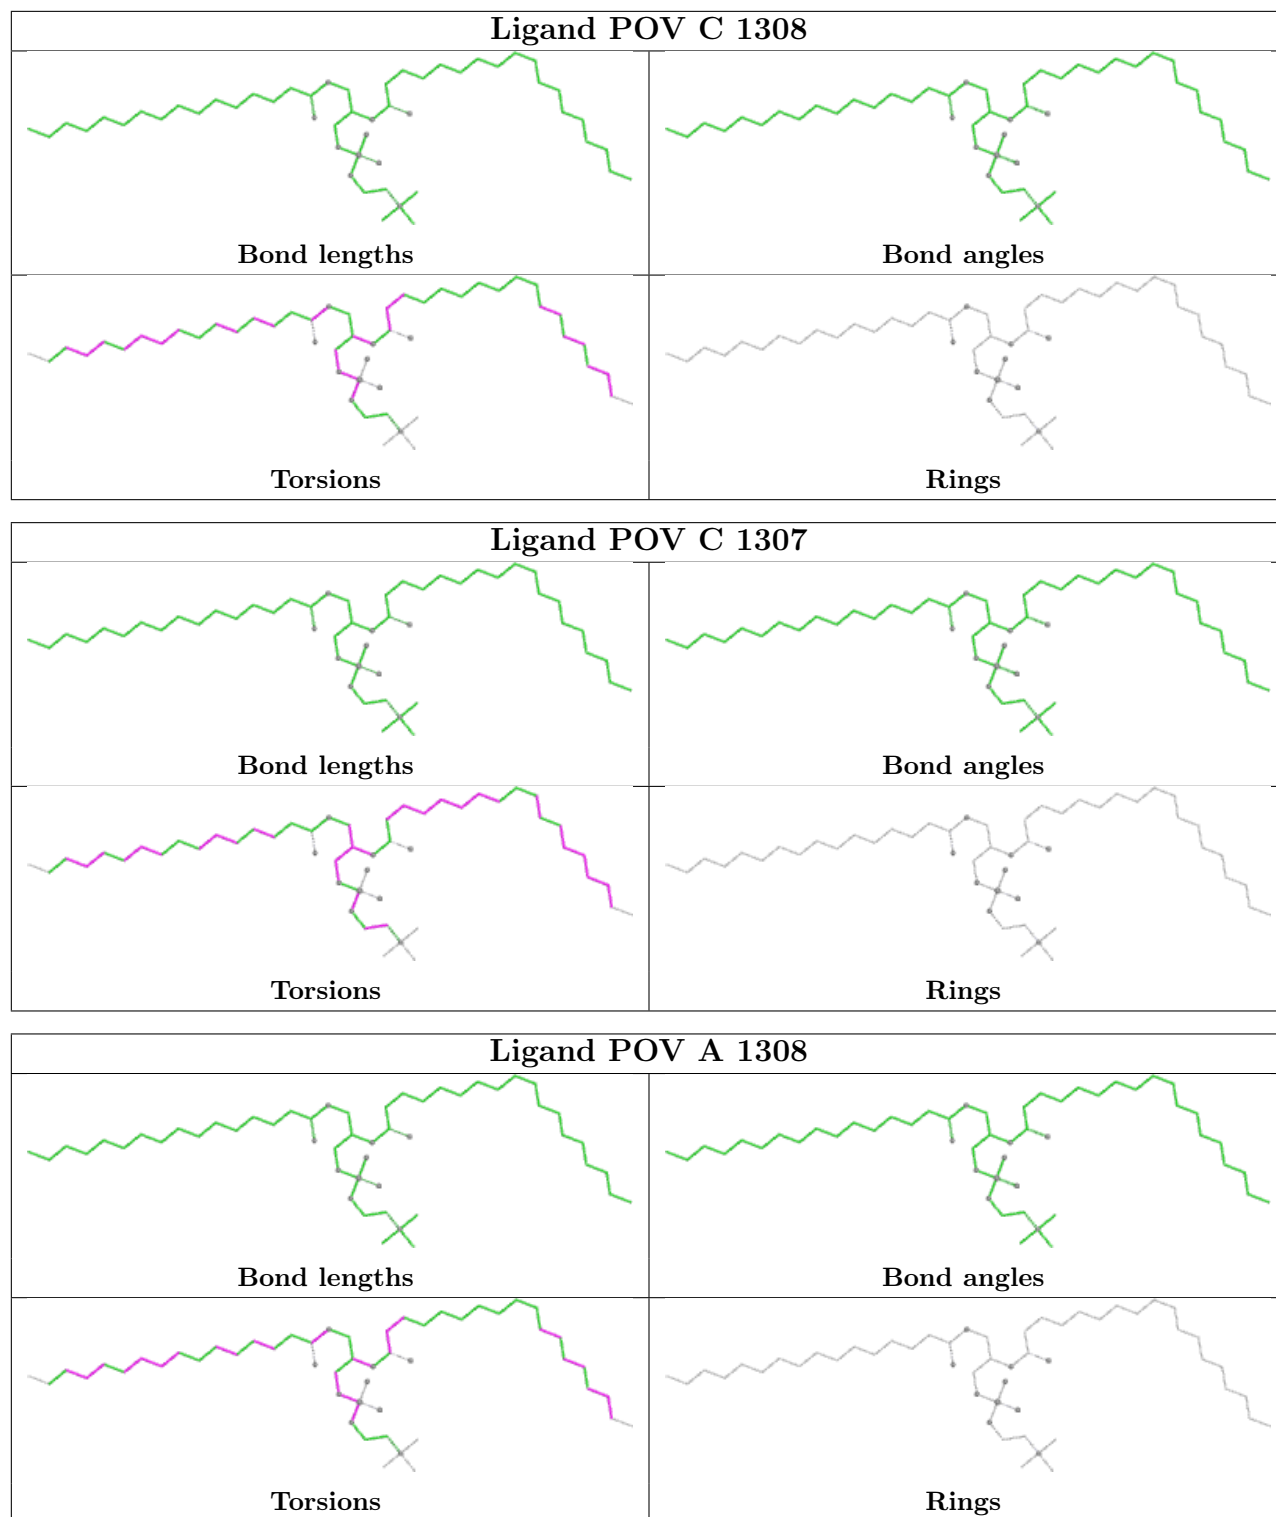 Ligand POV C 1308
Bond lengths
Bond angles
Torsions
Rings
Ligand POV C 1307
Bond lengths
Bond angles
Torsions
Rings
Ligand POV A 1308
Bond lengths
Bond angles
Torsions
Rings